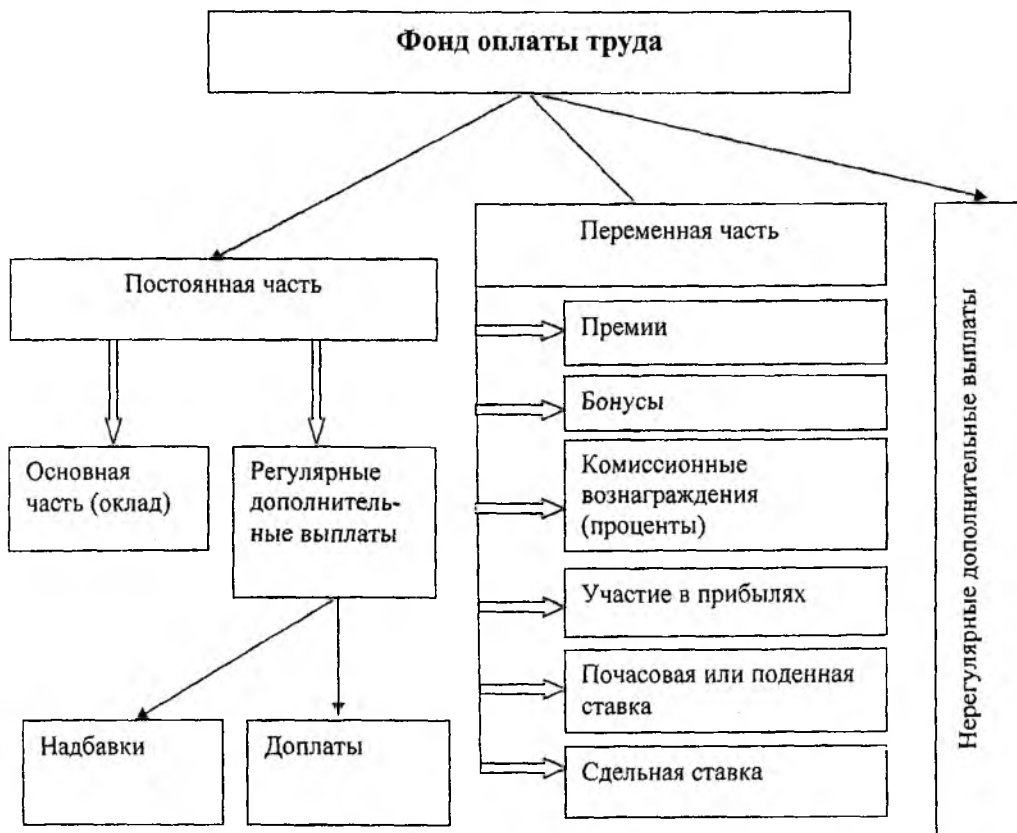 Фонд оплаты труда
Постоянная часть
Основная
часть (оклад)
Регулярные
дополнитель-
ные выплаты
Надбавки
Доплаты
Переменная часть
Премии
Бонусы
Комиссионные
вознаграждения
(проценты)
Участие в прибылях
Почасовая или поденная
ставка
Сдельная ставка
Нерегулярные дополнительные выплаты